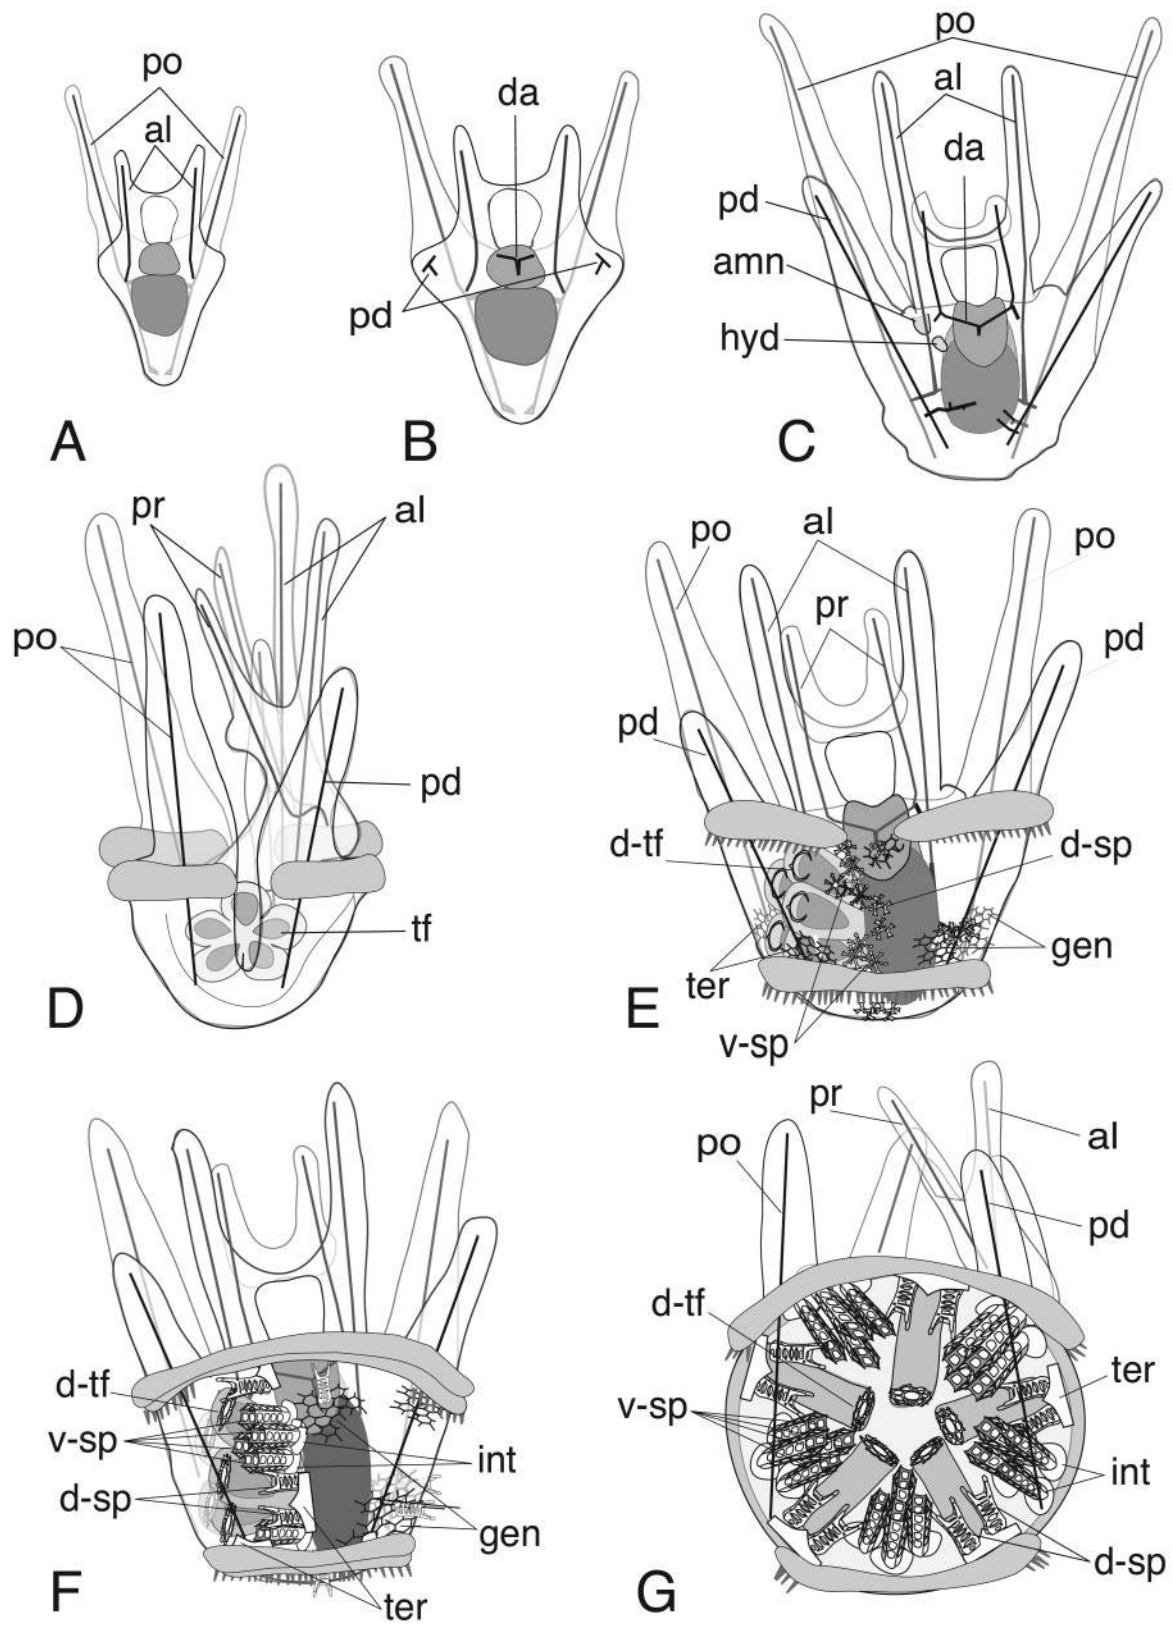 po
al
A
da
pd
B
po
al
da
pd
amn
hyd
C
pr
al
po
pd
tf
D
po
al
po
pr
pd
pd
d-tf
d-sp
gen
ter
v-sp
E
d-tf
v-sp
int
d-sp
gen
ter
F
pr
po
al
pd
d-tf
ter
v-sp
int
d-sp
G